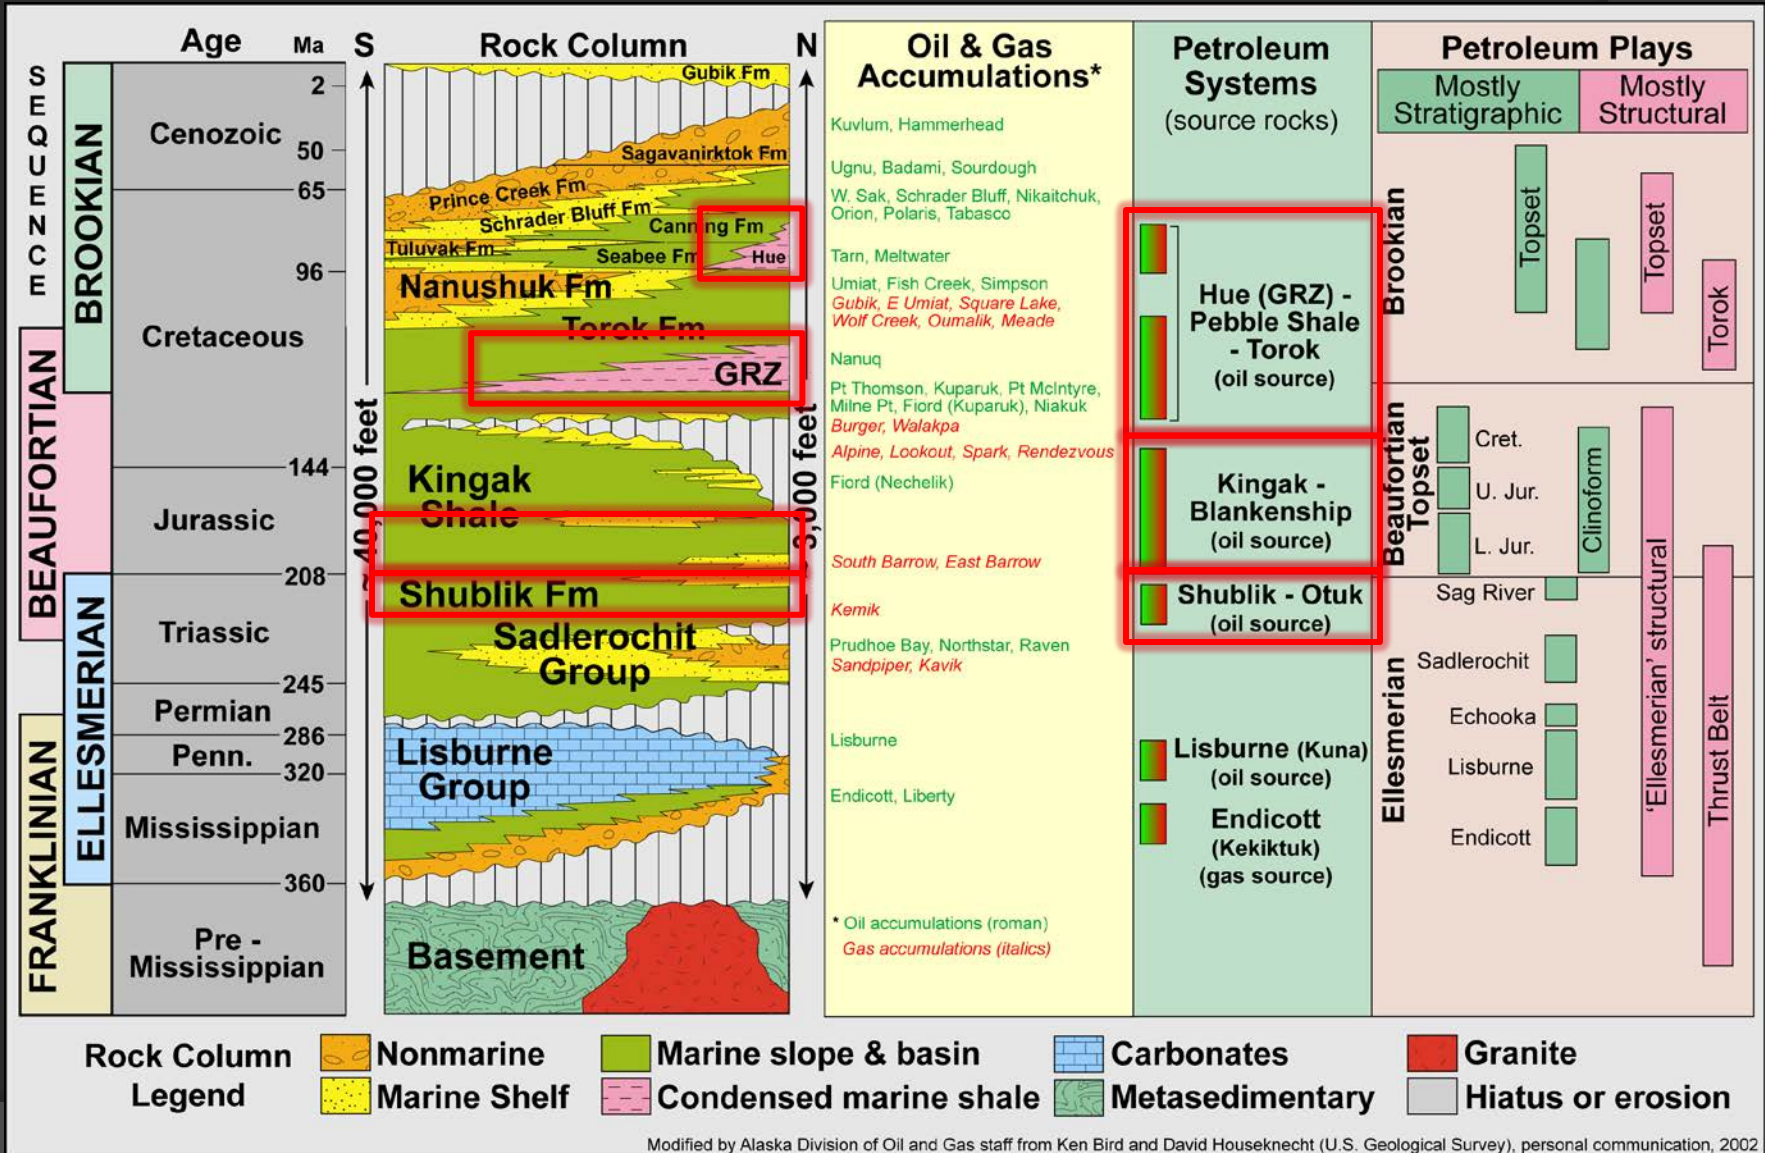 Age
Ma
S
Rock Column
N
Oil & Gas
Accumulations*
Petroleum
Systems
(source rocks)
Petroleum Plays
Mostly
Stratigraphic
Mostly
Structural
SEQUENCE
BROOKIAN
BEAUFORTIAN
ELLESMERIAN
FRANKLINIAN
Cenozoic
Cretaceous
Jurassic
Triassic
Permian
Penn.
Mississippian
Pre -
Mississippian
2
50
65
96
144
208
245
286
320
360
Gubik Fm
Sagavanirktok Fm
Prince Creek Fm
Schrader Bluff Fm
Canning Fm
Tuluvak Fm
Seabee Fm
Hue
Nanushuk Fm
Torok Fm
GRZ
Kingak
Shale
Shublik Fm
Sadlerochit
Group
Lisburne
Group
Basement
40,000 feet
,000 feet
Kuvlum, Hammerhead
Ugnu, Badami, Sourdough
W. Sak, Schrader Bluff, Nikaitchuk,
Orion, Polaris, Tabasco
Tarn, Meltwater
Umiat, Fish Creek, Simpson
Gubik, E Umiat, Square Lake,
Wolf Creek, Oumalik, Meade
Nanuq
Pt Thomson, Kuparuk, Pt McIntyre,
Milne Pt, Fiord (Kuparuk), Niakuk
Burger, Walakpa
Alpine, Lookout, Spark, Rendezvous
Fiord (Nechelik)
South Barrow, East Barrow
Kemik
Prudhoe Bay, Northstar, Raven
Sandpiper, Kavik
Lisburne
Endicott, Liberty
* Oil accumulations (roman)
Gas accumulations (italics)
Hue (GRZ) -
Pebble Shale
- Torok
(oil source)
Kingak -
Blankenship
(oil source)
Shublik - Otuk
(oil source)
Lisburne (Kuna)
(oil source)
Endicott
(Kekiktuk)
(gas source)
Brookian
Topset
Topset
Torok
Beaufortian
Topset
Cret.
U. Jur.
L. Jur.
Clinoform
Ellesmerian
Sag River
Sadlerochit
Echooka
Lisburne
Endicott
'Ellesmerian' structural
Thrust Belt
Rock Column
Legend
Nonmarine
Marine Shelf
Marine slope & basin
Condensed marine shale
Carbonates
Metasedimentary
Granite
Hiatus or erosion
Modified by Alaska Division of Oil and Gas staff from Ken Bird and David Houseknecht (U.S. Geological Survey), personal communication, 2002